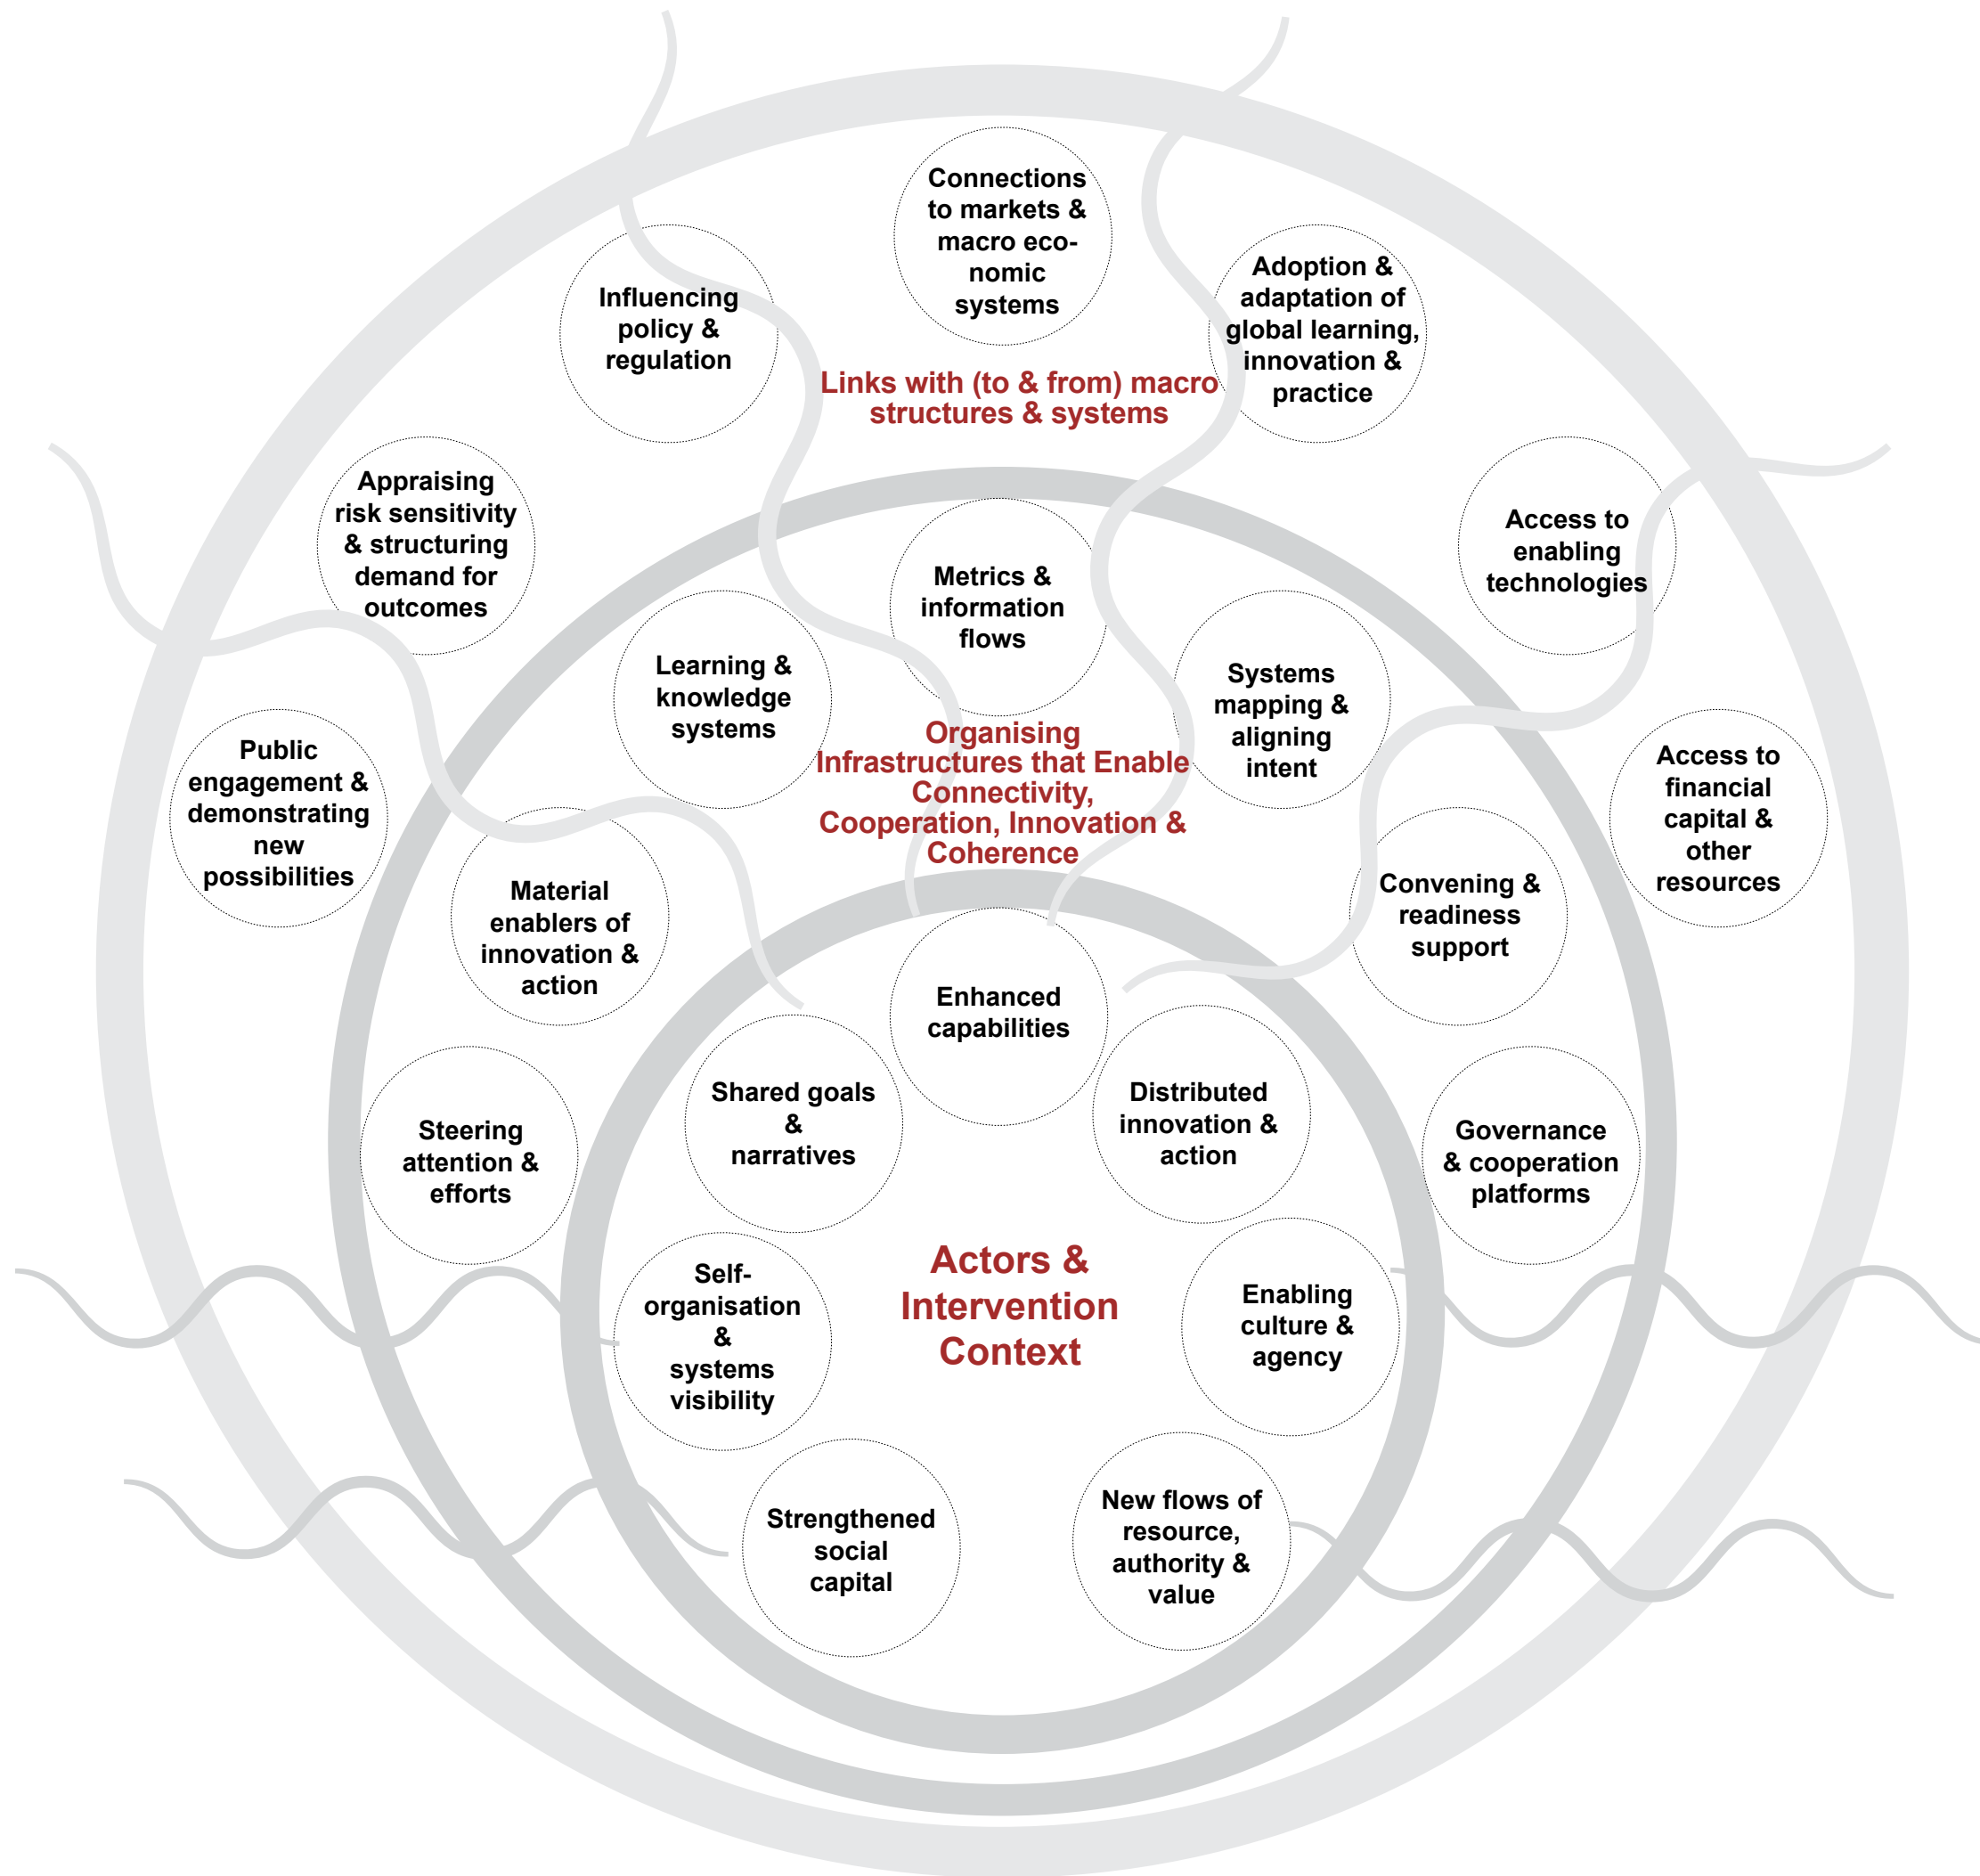 Connections
to markets &
macro eco-
nomic
systems
Influencing
policy &
regulation
Adoption &
adaptation of
global learning,
innovation &
practice
Links with (to & from) macro
structures & systems
Appraising
risk sensitivity
& structuring
demand for
outcomes
Access to
enabling
technologies
Public
engagement &
demonstrating
new
possibilities
Access to
financial
capital &
other
resources
Metrics &
information
flows
Learning &
knowledge
systems
Systems
mapping &
aligning
intent
Organising
Infrastructures that Enable
Connectivity,
Cooperation, Innovation &
Coherence
Material
enablers of
innovation &
action
Convening &
readiness
support
Steering
attention &
efforts
Governance
& cooperation
platforms
Enhanced
capabilities
Shared goals
&
narratives
Distributed
innovation &
action
Actors &
Intervention
Context
Self-
organisation
&
systems
visibility
Enabling
culture &
agency
Strengthened
social
capital
New flows of
resource,
authority &
value